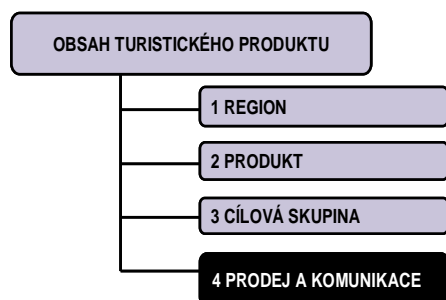 OBSAH TURISTICKÉHO PRODUKTU
1 REGION
2 PRODUKT
3 CÍLOVÁ SKUPINA
4 PRODEJ A KOMUNIKACE